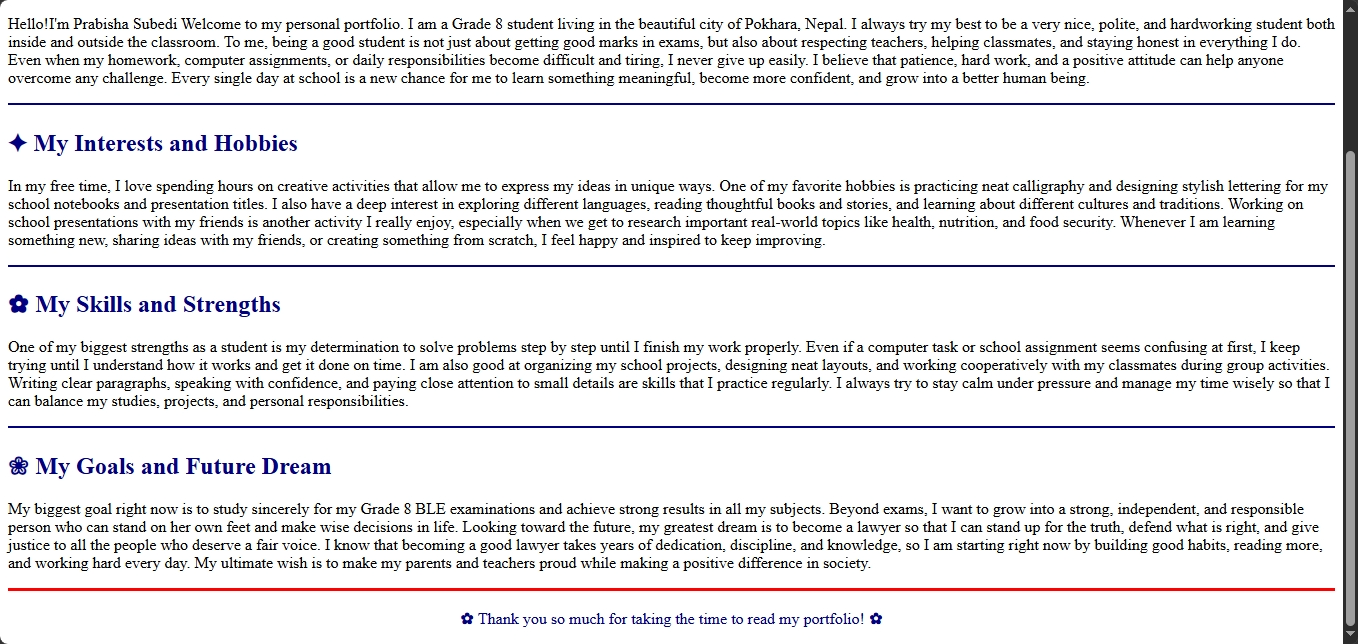 Hello!I'm Prabisha Subedi Welcome to my personal portfolio. I am a Grade 8 student living in the beautiful city of Pokhara, Nepal. I always try my best to be a very nice, polite, and hardworking student both
inside and outside the classroom. To me, being a good student is not just about getting good marks in exams, but also about respecting teachers, helping classmates, and staying honest in everything I do.
Even when my homework, computer assignments, or daily responsibilities become difficult and tiring, I never give up easily. I believe that patience, hard work, and a positive attitude can help anyone
overcome any challenge. Every single day at school is a new chance for me to learn something meaningful, become more confident, and grow into a better human being.
✦ My Interests and Hobbies
In my free time, I love spending hours on creative activities that allow me to express my ideas in unique ways. One of my favorite hobbies is practicing neat calligraphy and designing stylish lettering for my
school notebooks and presentation titles. I also have a deep interest in exploring different languages, reading thoughtful books and stories, and learning about different cultures and traditions. Working on
school presentations with my friends is another activity I really enjoy, especially when we get to research important real-world topics like health, nutrition, and food security. Whenever I am learning
something new, sharing ideas with my friends, or creating something from scratch, I feel happy and inspired to keep improving.
✿ My Skills and Strengths
One of my biggest strengths as a student is my determination to solve problems step by step until I finish my work properly. Even if a computer task or school assignment seems confusing at first, I keep
trying until I understand how it works and get it done on time. I am also good at organizing my school projects, designing neat layouts, and working cooperatively with my classmates during group activities.
Writing clear paragraphs, speaking with confidence, and paying close attention to small details are skills that I practice regularly. I always try to stay calm under pressure and manage my time wisely so that I
can balance my studies, projects, and personal responsibilities.
❀ My Goals and Future Dream
My biggest goal right now is to study sincerely for my Grade 8 BLE examinations and achieve strong results in all my subjects. Beyond exams, I want to grow into a strong, independent, and responsible
person who can stand on her own feet and make wise decisions in life. Looking toward the future, my greatest dream is to become a lawyer so that I can stand up for the truth, defend what is right, and give
justice to all the people who deserve a fair voice. I know that becoming a good lawyer takes years of dedication, discipline, and knowledge, so I am starting right now by building good habits, reading more,
and working hard every day. My ultimate wish is to make my parents and teachers proud while making a positive difference in society.
✿ Thank you so much for taking the time to read my portfolio! ✿